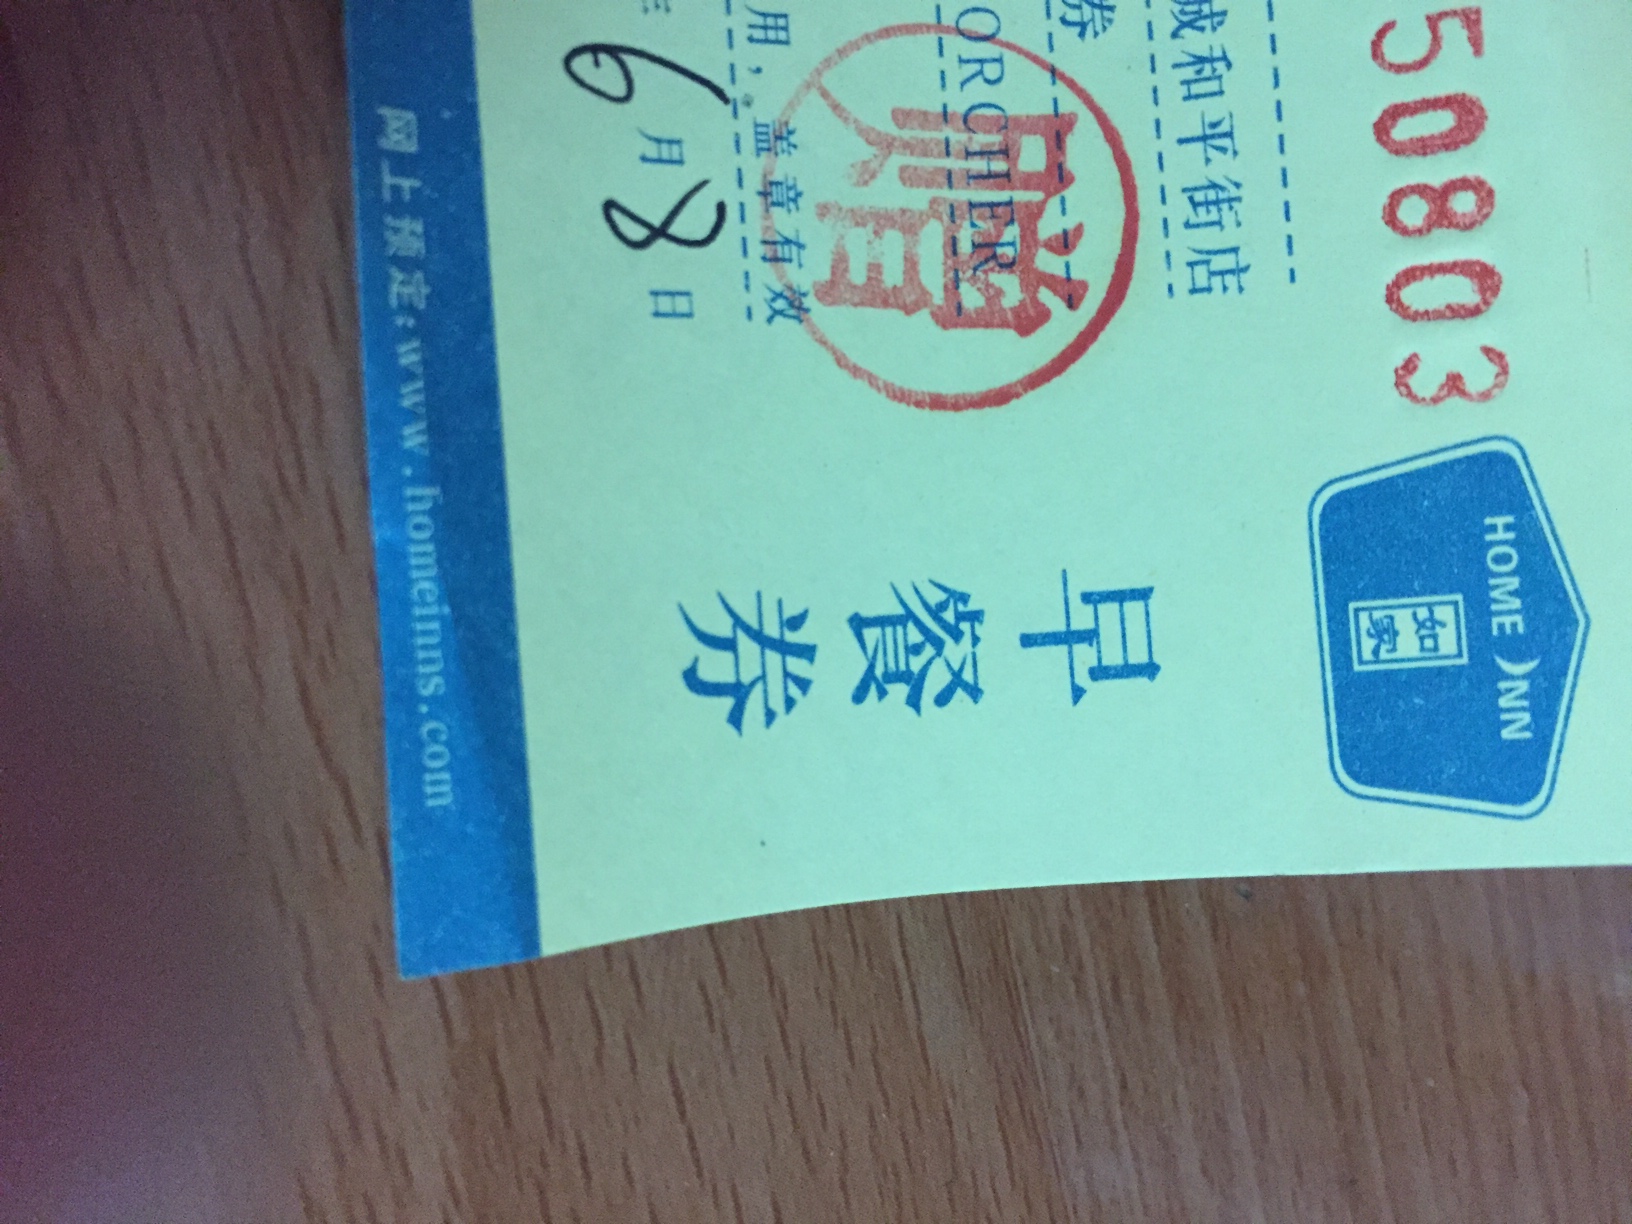 50803
HOME INN
如家
和平街店
券
ORCHER
早餐券
用，盖章有效
6月8日
网上预定：www.homeinns.com